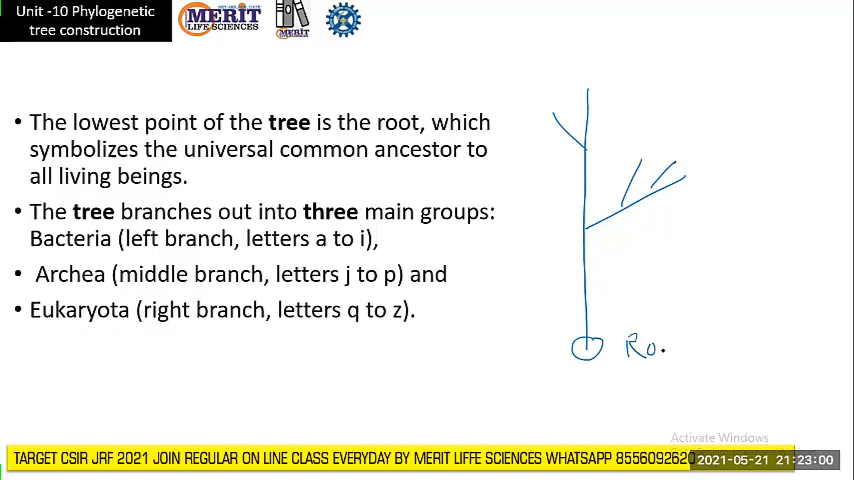 Unit -10 Phylogenetic
tree construction
MERIT
LIFE SCIENCES
MERIT
• The lowest point of the tree is the root, which
symbolizes the universal common ancestor to
all living beings.
• The tree branches out into three main groups:
Bacteria (left branch, letters a to i),
• Archea (middle branch, letters j to p) and
• Eukaryota (right branch, letters q to z).
Ro
Activate Windows
TARGET CSIR JRF 2021 JOIN REGULAR ON LINE CLASS EVERYDAY BY MERIT LIFFE SCIENCES WHATSAPP 8556092620
2021-05-21 21:23:00